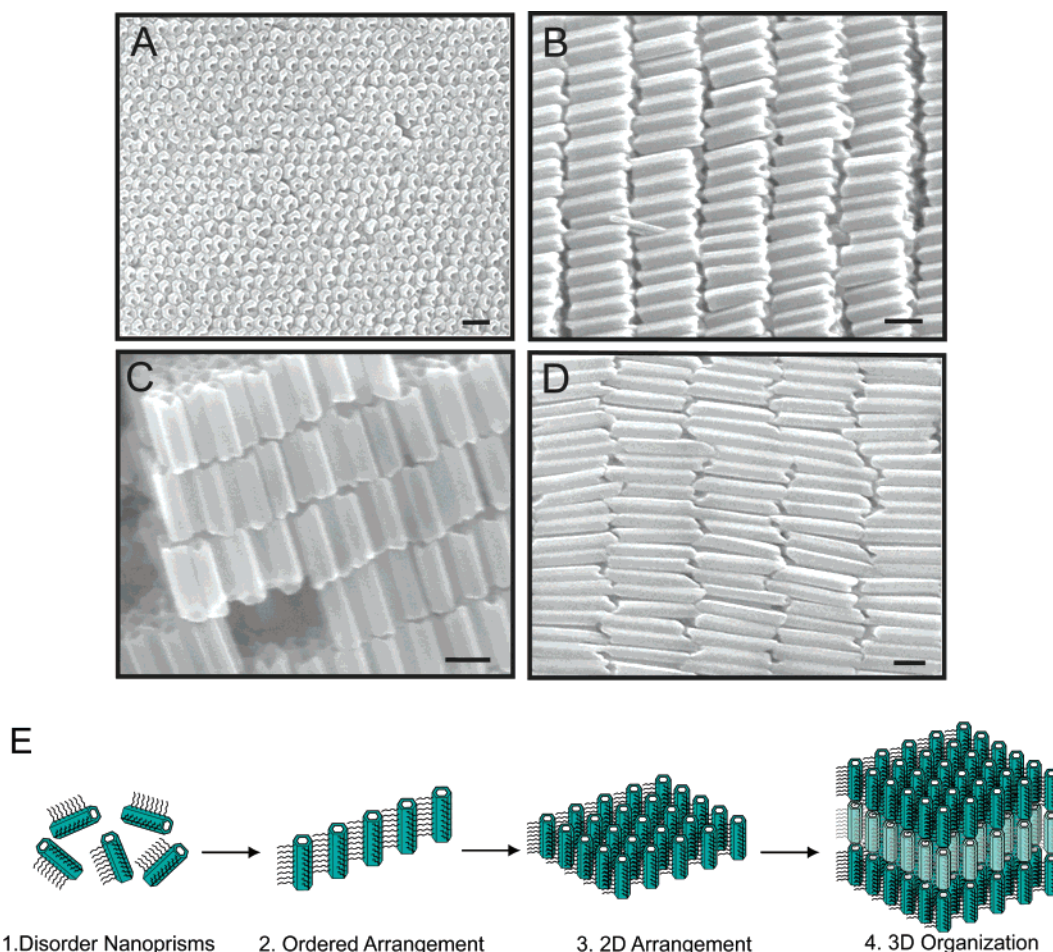 A
B
C
D
E
1.Disorder Nanoprisms
2. Ordered Arrangement
3. 2D Arrangement
4. 3D Organization